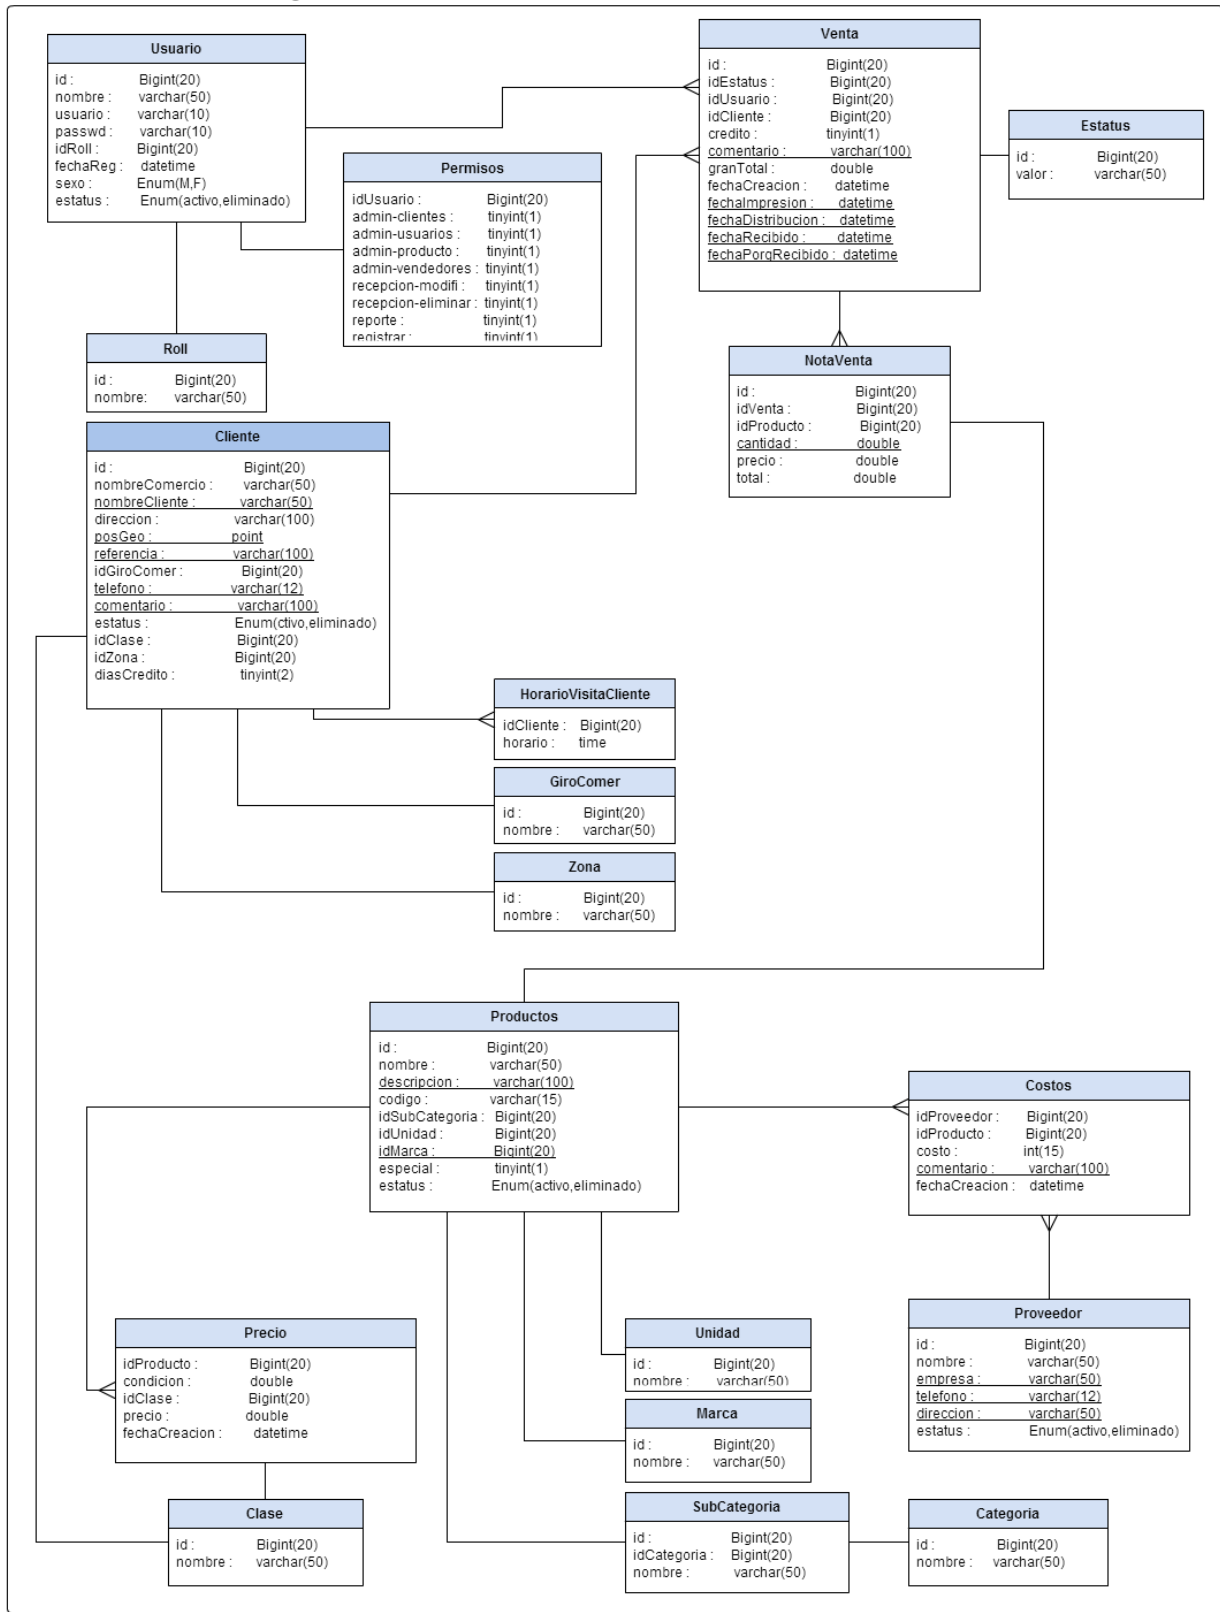 Usuario
id : Bigint(20)
nombre : varchar(50)
usuario : varchar(10)
passwd : varchar(10)
idRoll : Bigint(20)
fechaReg : datetime
sexo : Enum(M,F)
estatus : Enum(activo,eliminado)
Venta
id : Bigint(20)
idEstatus : Bigint(20)
idUsuario : Bigint(20)
idCliente : Bigint(20)
credito : tinyint(1)
comentario : varchar(100)
granTotal : double
fechaCreacion : datetime
fechaImpresion : datetime
fechaDistribucion : datetime
fechaRecibido : datetime
fechaPorqRecibido : datetime
Estatus
id : Bigint(20)
valor : varchar(50)
Permisos
idUsuario : Bigint(20)
admin-clientes : tinyint(1)
admin-usuarios : tinyint(1)
admin-producto : tinyint(1)
admin-vendedores : tinyint(1)
recepcion-modifi : tinyint(1)
recepcion-eliminar : tinyint(1)
reporte : tinyint(1)
registrar : tinyint(1)
Roll
id : Bigint(20)
nombre: varchar(50)
NotaVenta
id : Bigint(20)
idVenta : Bigint(20)
idProducto : Bigint(20)
cantidad : double
precio : double
total : double
Cliente
id : Bigint(20)
nombreComercio : varchar(50)
nombreCliente : varchar(50)
direccion : varchar(100)
posGeo : point
referencia : varchar(100)
idGiroComer : Bigint(20)
telefono : varchar(12)
comentario : varchar(100)
estatus : Enum(ctivo,eliminado)
idClase : Bigint(20)
idZona : Bigint(20)
diasCredito : tinyint(2)
HorarioVisitaCliente
idCliente : Bigint(20)
horario : time
GiroComer
id : Bigint(20)
nombre : varchar(50)
Zona
id : Bigint(20)
nombre : varchar(50)
Productos
id : Bigint(20)
nombre : varchar(50)
descripcion : varchar(100)
codigo : varchar(15)
idSubCategoria : Bigint(20)
idUnidad : Bigint(20)
idMarca : Bigint(20)
especial : tinyint(1)
estatus : Enum(activo,eliminado)
Costos
idProveedor : Bigint(20)
idProducto : Bigint(20)
costo : int(15)
comentario : varchar(100)
fechaCreacion : datetime
Precio
idProducto : Bigint(20)
condicion : double
idClase : Bigint(20)
precio : double
fechaCreacion : datetime
Unidad
id : Bigint(20)
nombre : varchar(50)
Proveedor
id : Bigint(20)
nombre : varchar(50)
empresa : varchar(50)
telefono : varchar(12)
direccion : varchar(50)
estatus : Enum(activo,eliminado)
Marca
id : Bigint(20)
nombre : varchar(50)
Clase
id : Bigint(20)
nombre : varchar(50)
SubCategoria
id : Bigint(20)
idCategoria : Bigint(20)
nombre : varchar(50)
Categoria
id : Bigint(20)
nombre : varchar(50)